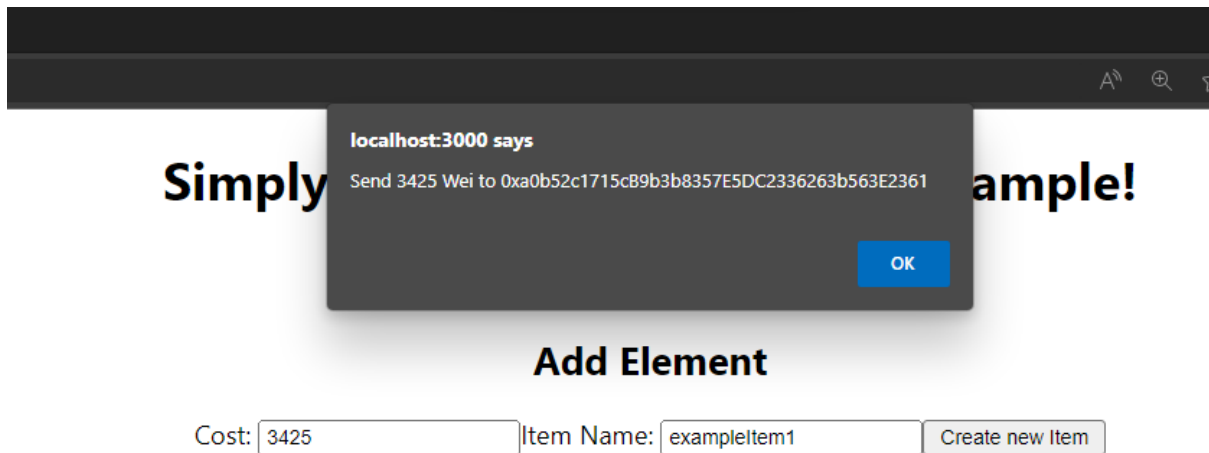 localhost:3000 says
Send 3425 Wei to 0xa0b52c1715cB9b3b8357E5DC2336263b563E2361
Simply ample!
OK
Add Element
Cost: 3425 Item Name: exampleItem1 Create new Item